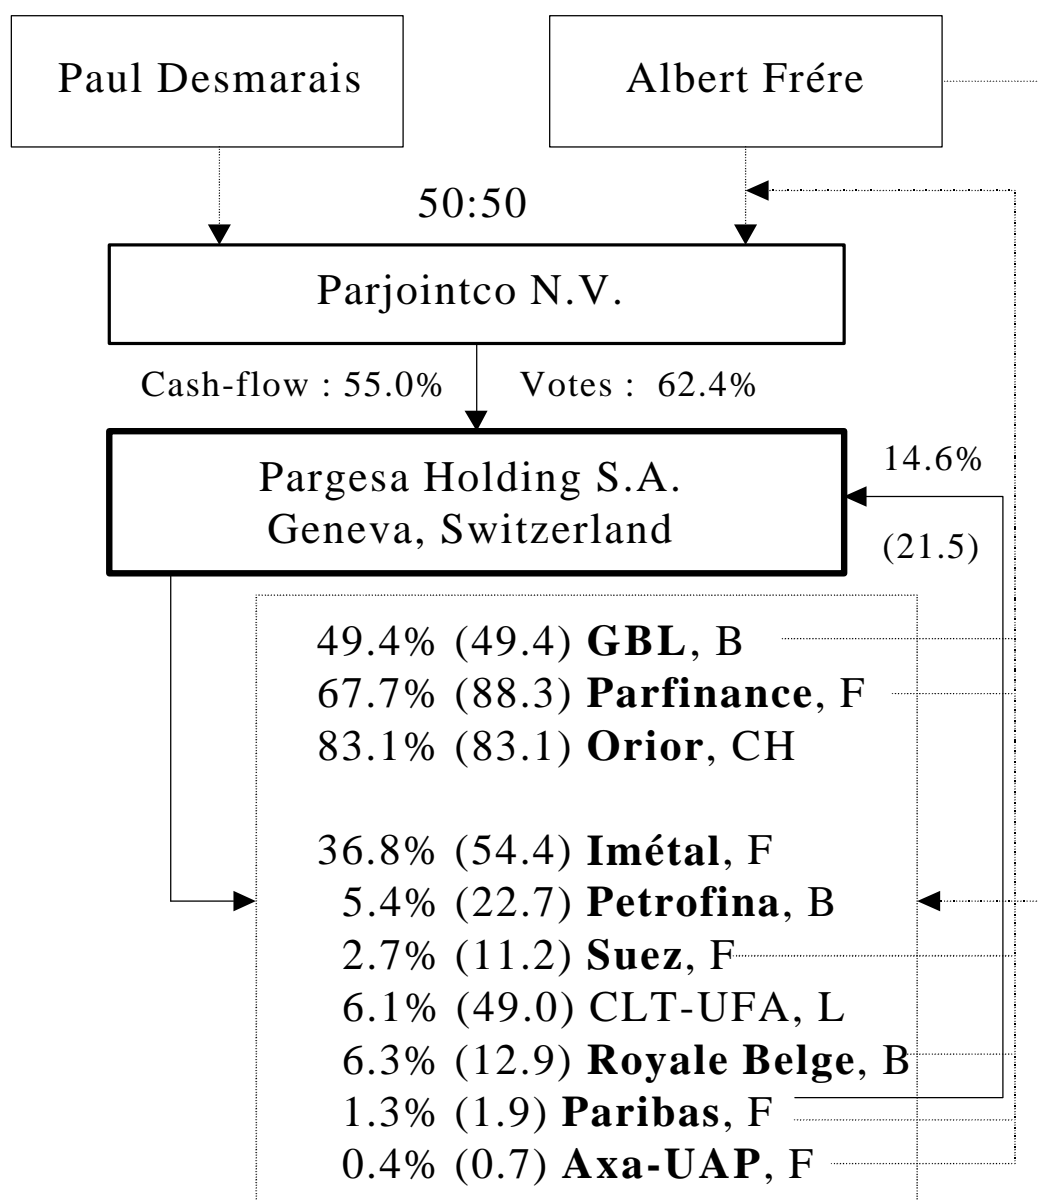 Paul Desmarais
Albert Frére
50:50
Parjointco N.V.
Cash-flow : 55.0% Votes : 62.4%
Pargesa Holding S.A.
Geneva, Switzerland
14.6%
(21.5)
49.4% (49.4) GBL, B
67.7% (88.3) Parfinance, F
83.1% (83.1) Orior, CH
36.8% (54.4) Imétal, F
5.4% (22.7) Petrofina, B
2.7% (11.2) Suez, F
6.1% (49.0) CLT-UFA, L
6.3% (12.9) Royale Belge, B
1.3% (1.9) Paribas, F
0.4% (0.7) Axa-UAP, F